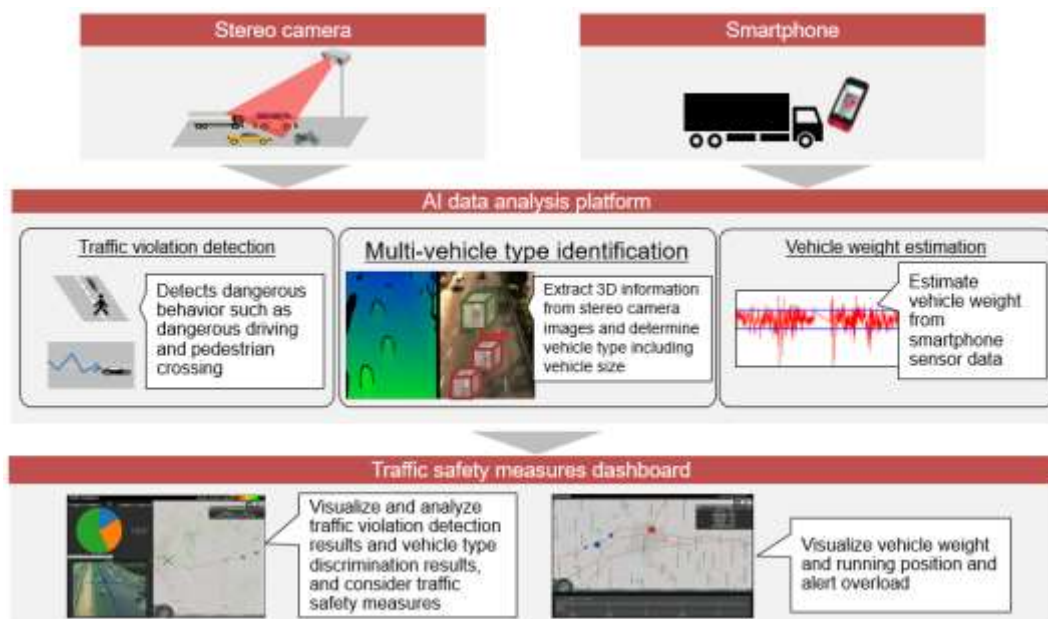 Stereo camera
Smartphone
AI data analysis platform
Traffic violation detection
Detects dangerous
behavior such as
dangerous driving
and pedestrian
crossing
Multi-vehicle type identification
Extract 3D information
from stereo camera
images and determine
vehicle type including
vehicle size
Vehicle weight estimation
Estimate
vehicle weight
from
smartphone
sensor data
Traffic safety measures dashboard
Visualize and analyze
traffic violation detection
results and vehicle type
discrimination results,
and consider traffic
safety measures
Visualize vehicle weight
and running position and
alert overload